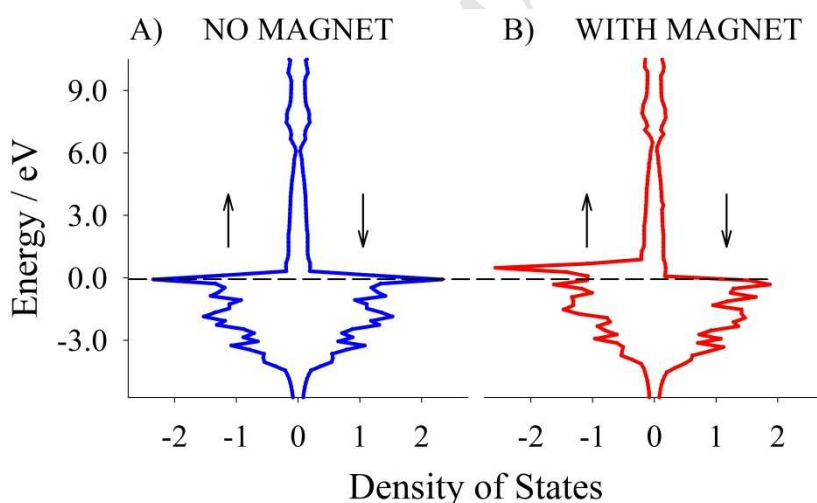 A) NO MAGNET
B) WITH MAGNET
Energy / eV
9.0
6.0
3.0
0.0
-3.0
-2 -1 0 1 2
-2 -1 0 1 2
Density of States